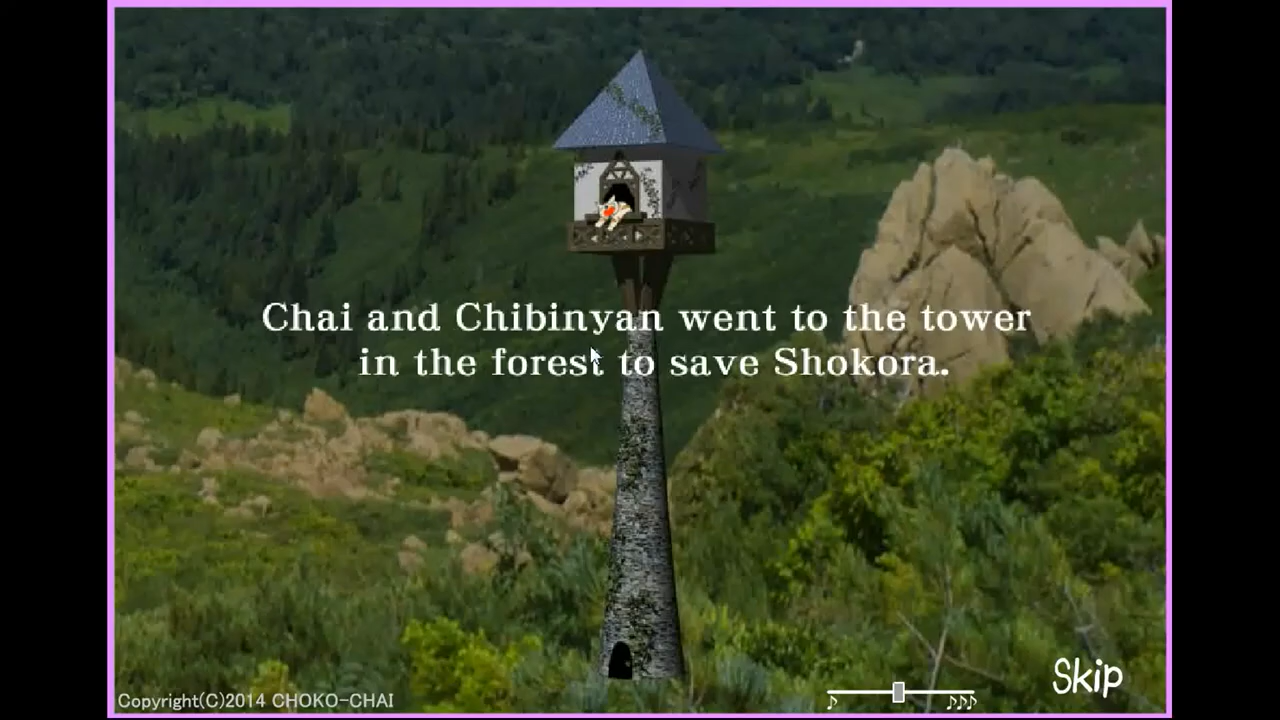 Chai and Chibinyan went to the tower
in the forest to save Shokora.
Skip
Copyright(C)2014 CHOKO-CHAI